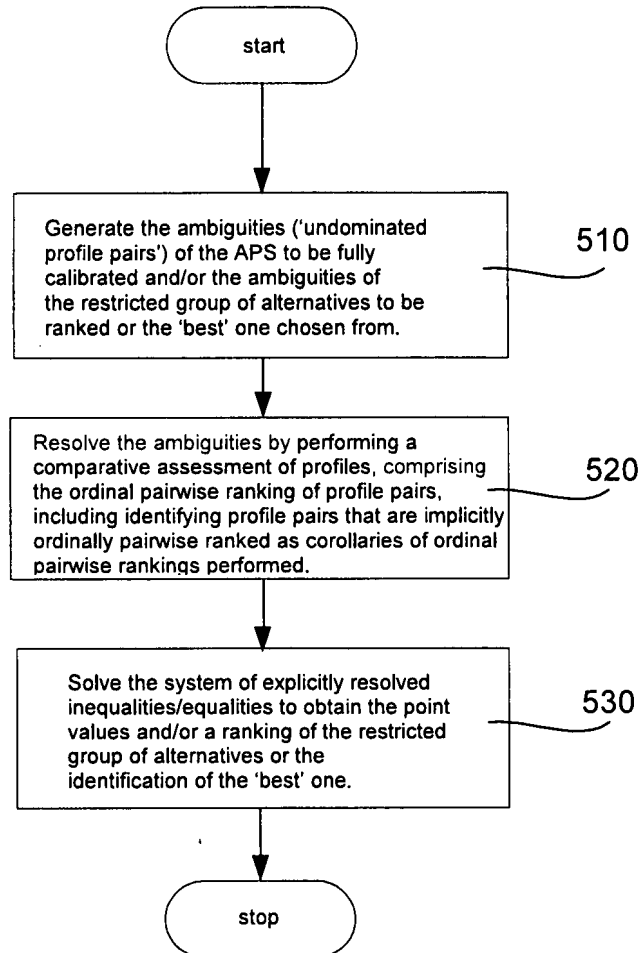 start
Generate the ambiguities (‘undominated
profile pairs’) of the APS to be fully
calibrated and/or the ambiguities of
the restricted group of alternatives to be
ranked or the ‘best’ one chosen from.
510
Resolve the ambiguities by performing a
comparative assessment of profiles, comprising
the ordinal pairwise ranking of profile pairs,
including identifying profile pairs that are implicitly
ordinally pairwise ranked as corollaries of ordinal
pairwise rankings performed.
520
Solve the system of explicitly resolved
inequalities/equalities to obtain the point
values and/or a ranking of the restricted
group of alternatives or the
identification of the ‘best’ one.
530
stop